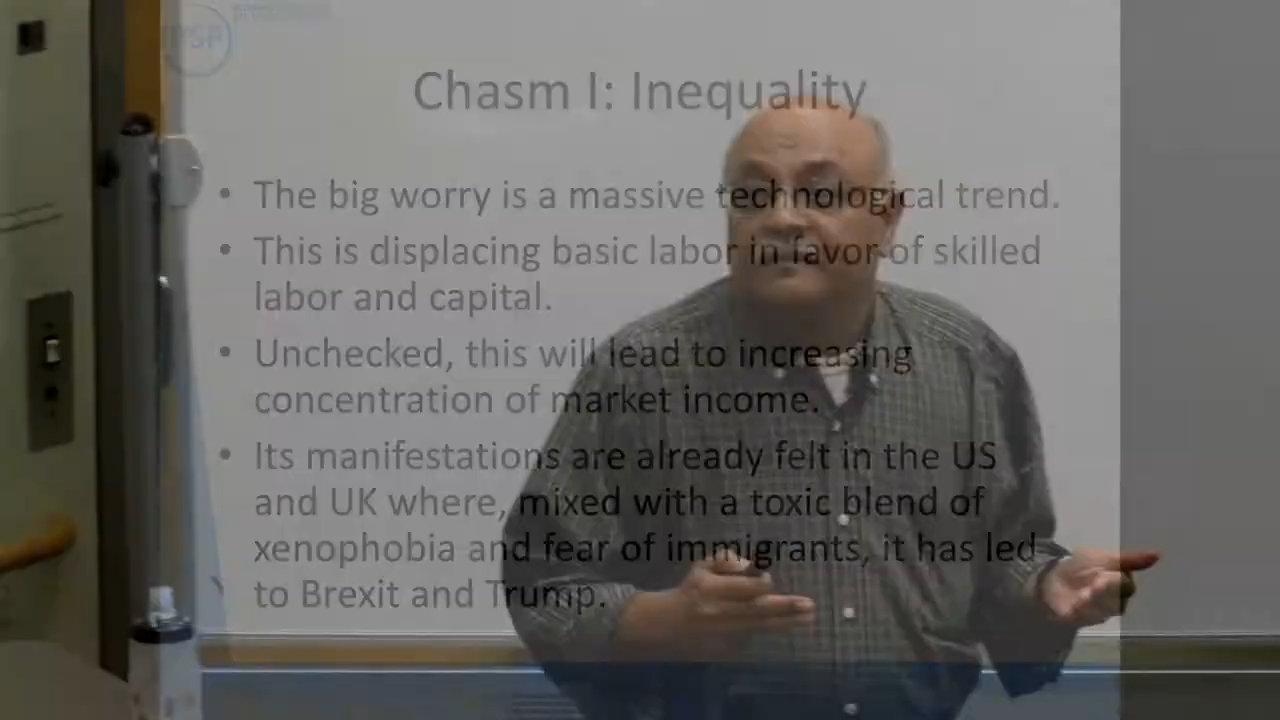 IPSP
Chasm I: Inequality
• The big worry is a massive technological trend.
• This is displacing basic labor in favor of skilled
labor and capital.
• Unchecked, this will lead to increasing
concentration of market income.
• Its manifestations are already felt in the US
and UK where, mixed with a toxic blend of
xenophobia and fear of immigrants, it has led
to Brexit and Trump.